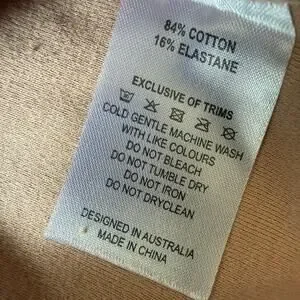 84% COTTON
16% ELASTANE
EXCLUSIVE OF TRIMS
COLD GENTLE MACHINE WASH
WITH LIKE COLOURS
DO NOT BLEACH
DO NOT TUMBLE DRY
DO NOT IRON
DO NOT DRYCLEAN
DESIGNED IN AUSTRALIA
MADE IN CHINA